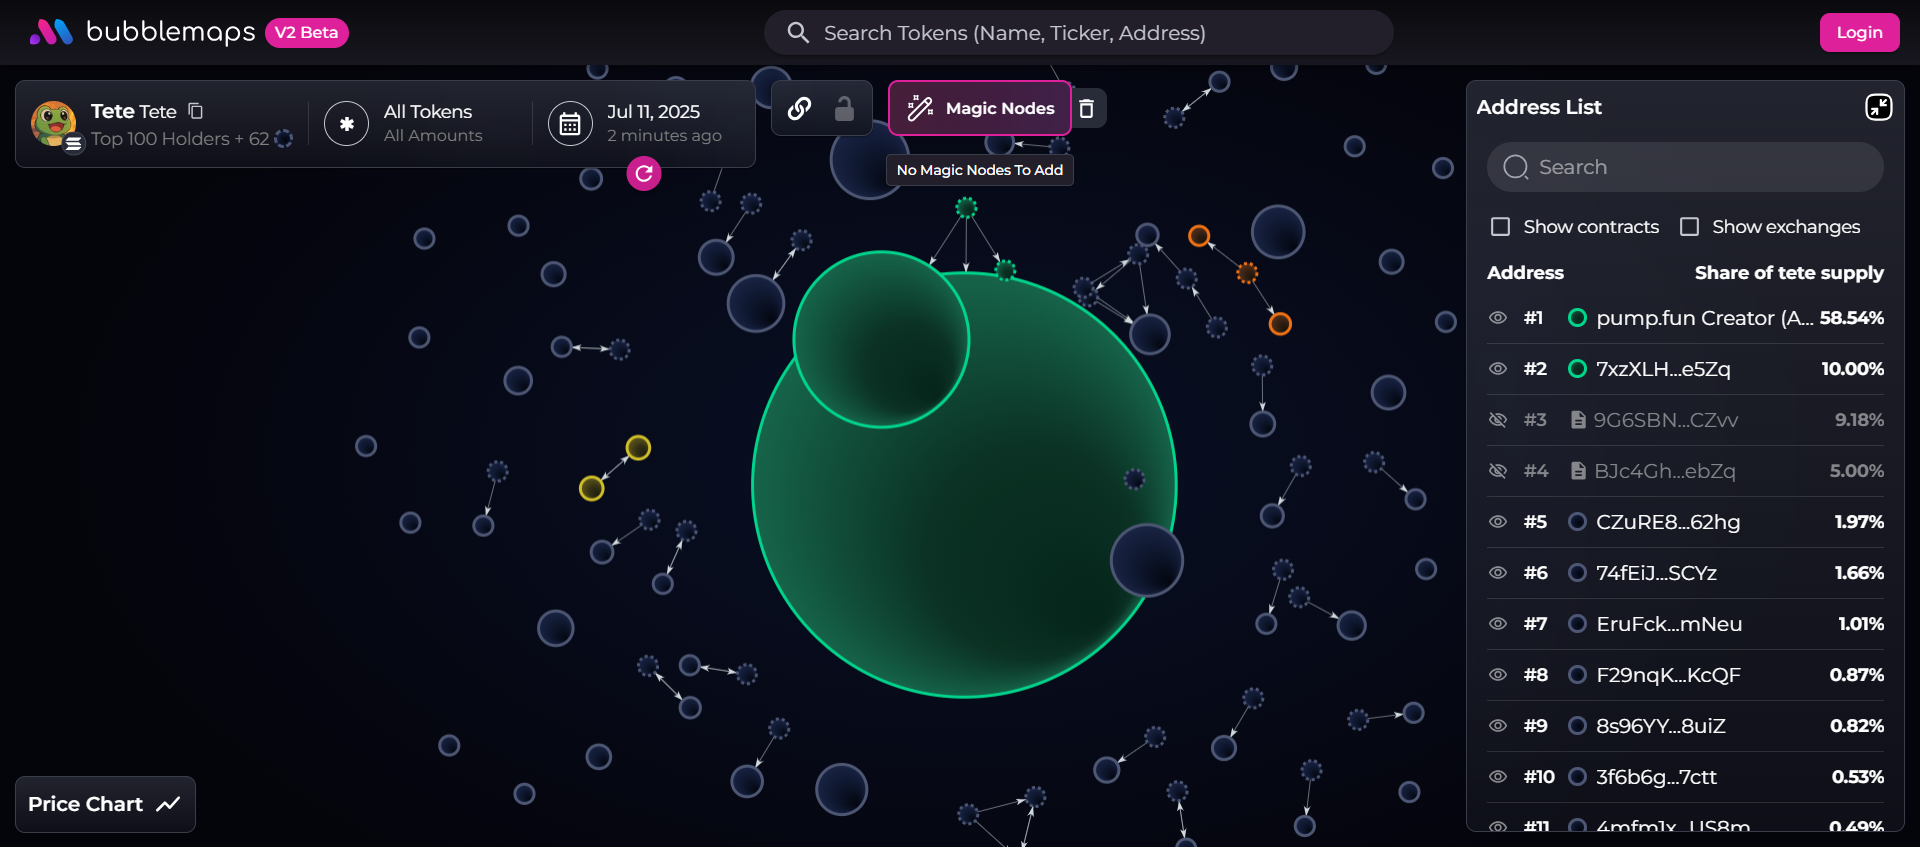 bubblemaps V2 Beta
Search Tokens (Name, Ticker, Address)
Login
Tete Tete
Top 100 Holders + 62
All Tokens
All Amounts
Jul 11, 2025
2 minutes ago
Magic Nodes
No Magic Nodes To Add
Address List
Search
Show contracts Show exchanges
Address Share of tete supply
#1 pump.fun Creator (A... 58.54%
#2 7xzXLH...e5Zq 10.00%
#3 9G6SBN...CZvv 9.18%
#4 BJc4Gh...ebZq 5.00%
#5 CZuRE8...62hg 1.97%
#6 74fEiJ...SCYz 1.66%
#7 EruFck...mNeu 1.01%
#8 F29nqK...KcQF 0.87%
#9 8s96YY...8uiZ 0.82%
#10 3f6b6g...7ctt 0.53%
#11 4mfm1x...US8m 0.49%
Price Chart